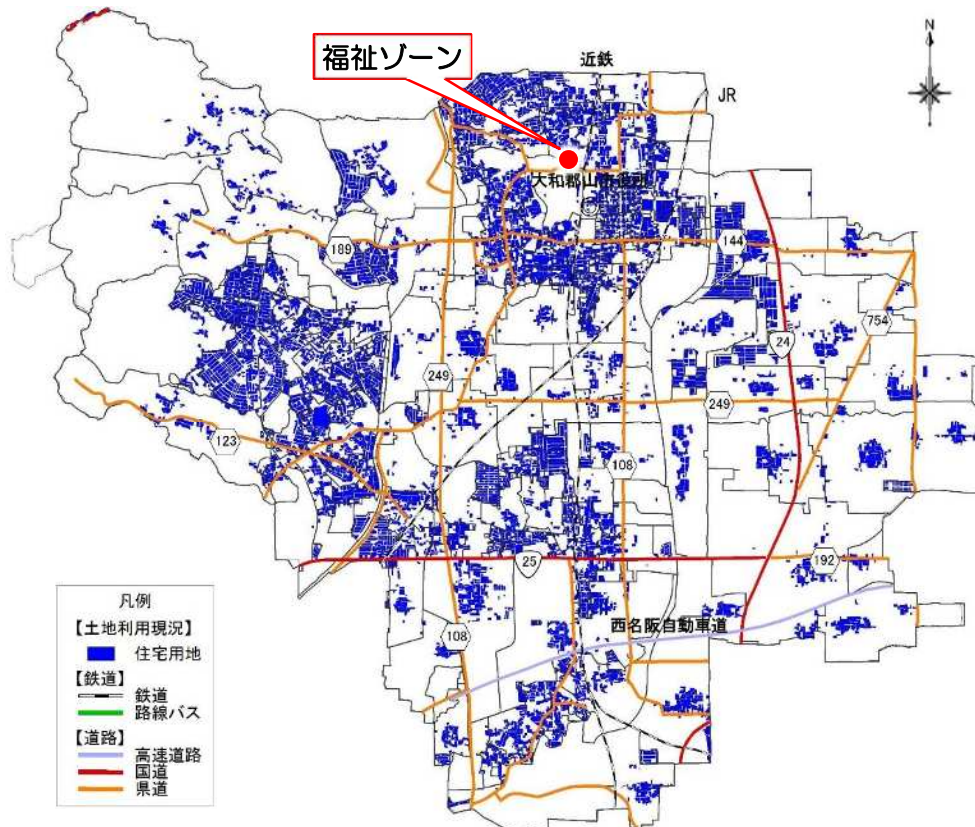 福祉ゾーン
近鉄
N
JR
大和郡山市役所
189
144
754
24
249
249
123
108
25
192
108
西名阪自動車道
凡例
【土地利用現況】
住宅用地
【鉄道】
鉄道
路線バス
【道路】
高速道路
国道
県道